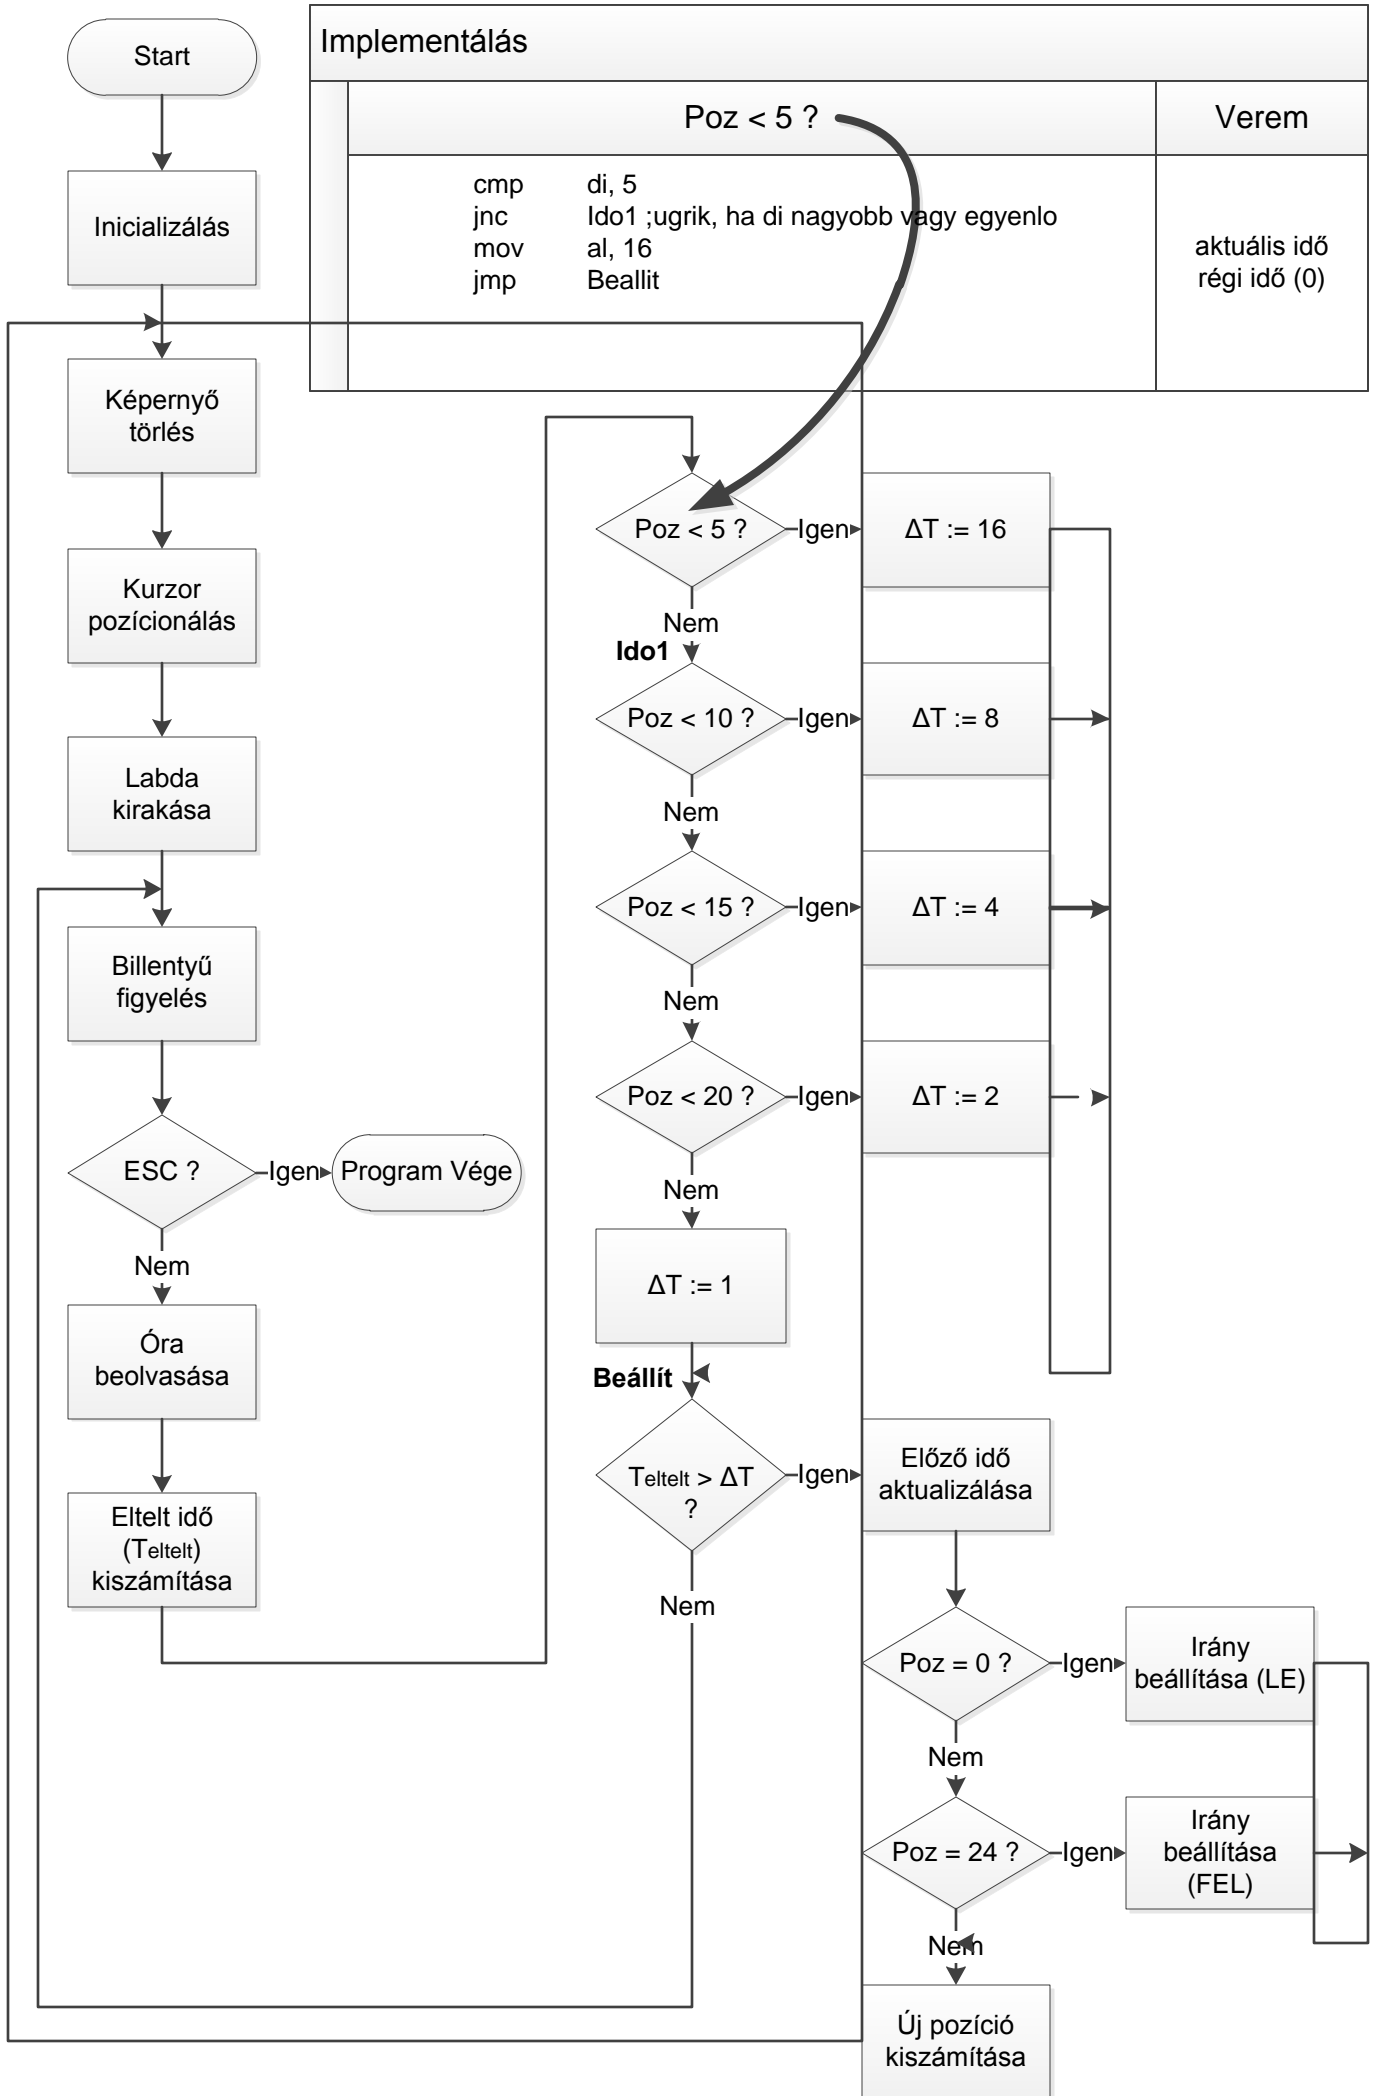 Start
Implementálás
Poz < 5 ?
Verem
cmp di, 5
jnc Ido1 ;ugrik, ha di nagyobb vagy egyenlo
mov al, 16
jmp Beallit
aktuális idő
régi idő (0)
Inicializálás
Képernyő
törlés
Kurzor
pozícionálás
Labda
kirakása
Billentyű
figyelés
ESC ?
Igen
Program Vége
Nem
Óra
beolvasása
Eltelt idő
(Teltelt)
kiszámítása
Poz < 5 ?
Igen
ΔT := 16
Nem
Ido1
Poz < 10 ?
Igen
ΔT := 8
Nem
Poz < 15 ?
Igen
ΔT := 4
Nem
Poz < 20 ?
Igen
ΔT := 2
Nem
ΔT := 1
Beállít
Teltelt > ΔT
?
Igen
Előző idő
aktualizálása
Nem
Poz = 0 ?
Igen
Irány
beállítása (LE)
Nem
Poz = 24 ?
Igen
Irány
beállítása
(FEL)
Nem
Új pozíció
kiszámítása